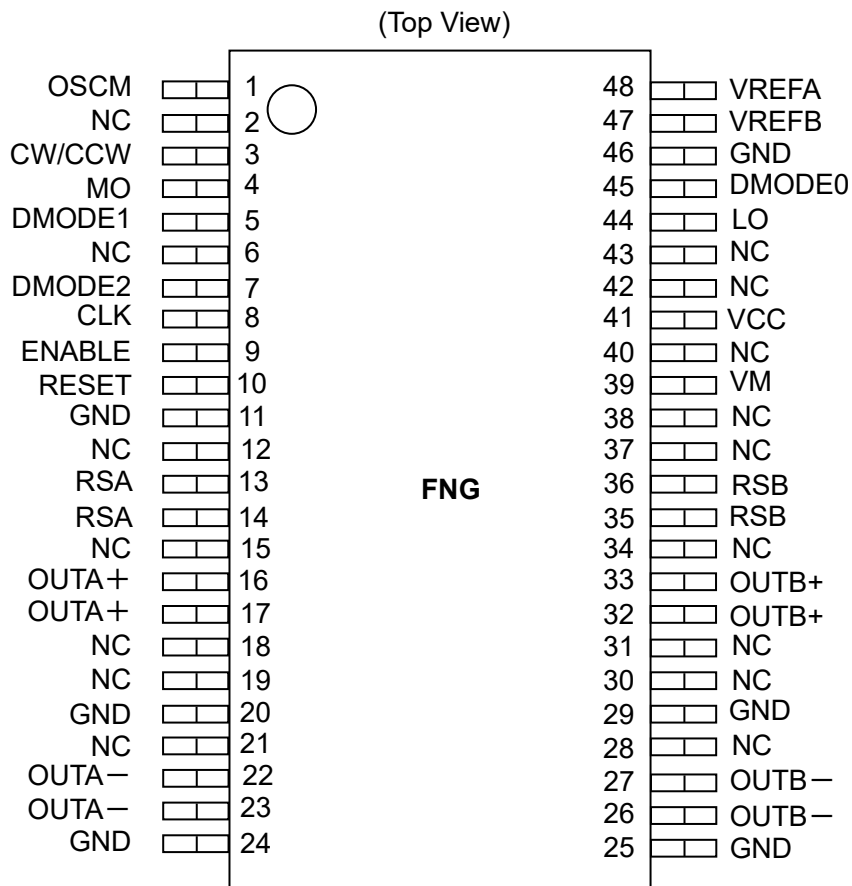 (Top View)
OSCM 1 48 VREFA
NC 2 47 VREFB
CW/CCW 3 46 GND
MO 4 45 DMODE0
DMODE1 5 44 LO
NC 6 43 NC
DMODE2 7 42 NC
CLK 8 41 VCC
ENABLE 9 40 NC
RESET 10 39 VM
GND 11 38 NC
NC 12 37 NC
RSA 13 36 RSB
FNG
RSA 14 35 RSB
NC 15 34 NC
OUTA+ 16 33 OUTB+
OUTA+ 17 32 OUTB+
NC 18 31 NC
NC 19 30 NC
GND 20 29 GND
NC 21 28 NC
OUTA− 22 27 OUTB−
OUTA− 23 26 OUTB−
GND 24 25 GND